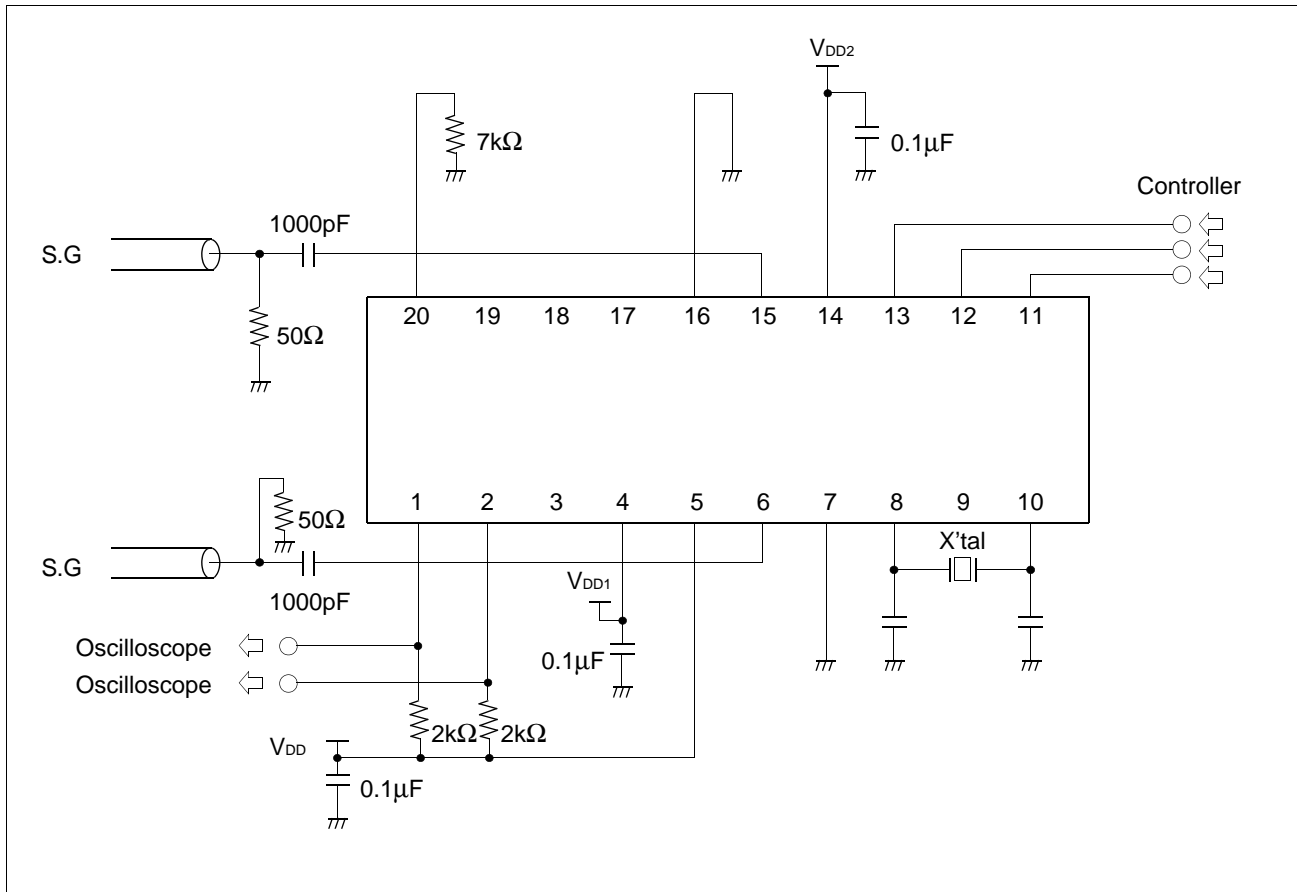 VDD2
7kΩ
0.1μF
Controller
1000pF
S.G
50Ω
20 19 18 17 16 15 14 13 12 11
1 2 3 4 5 6 7 8 9 10
50Ω
X'tal
S.G
VDD1
1000pF
Oscilloscope
0.1μF
Oscilloscope
2kΩ 2kΩ
VDD
0.1μF